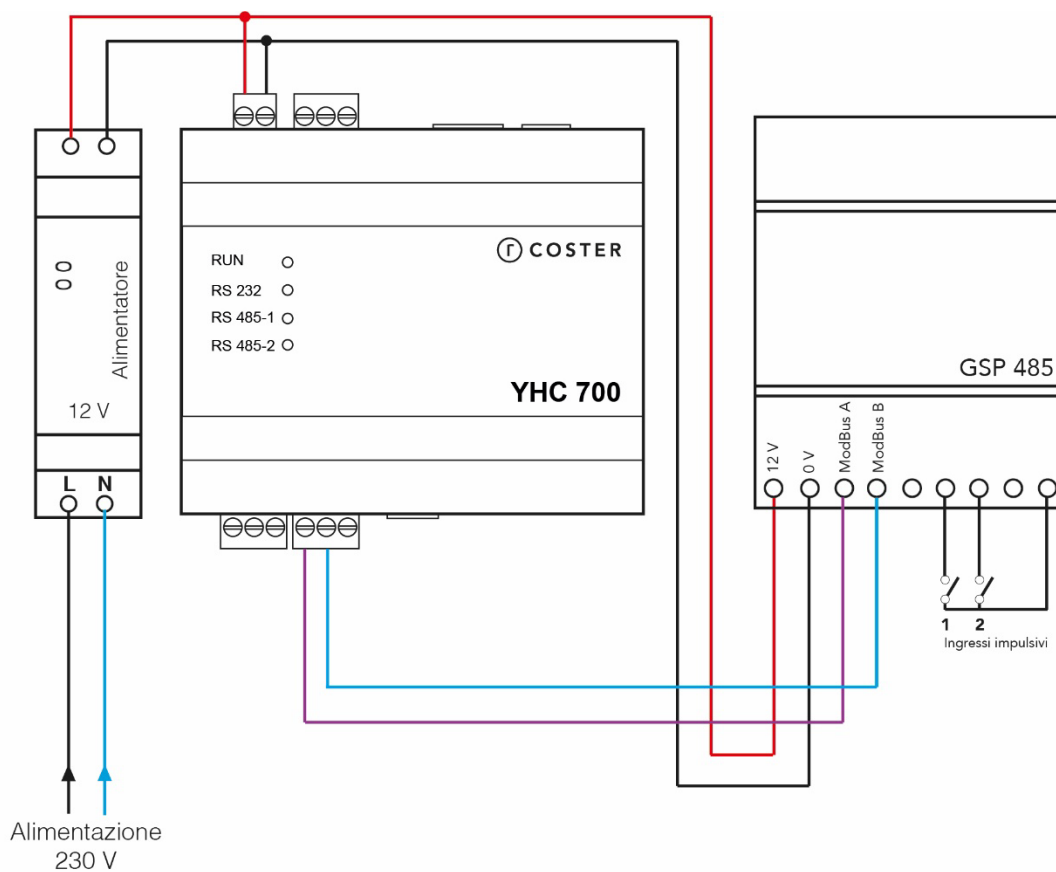 Alimentatore
12 V
L N
Alimentazione
230 V
COSTER
RUN
RS 232
RS 485-1
RS 485-2
YHC 700
GSP 485
12 V
0 V
ModBus A
ModBus B
1 2
Ingressi impulsivi